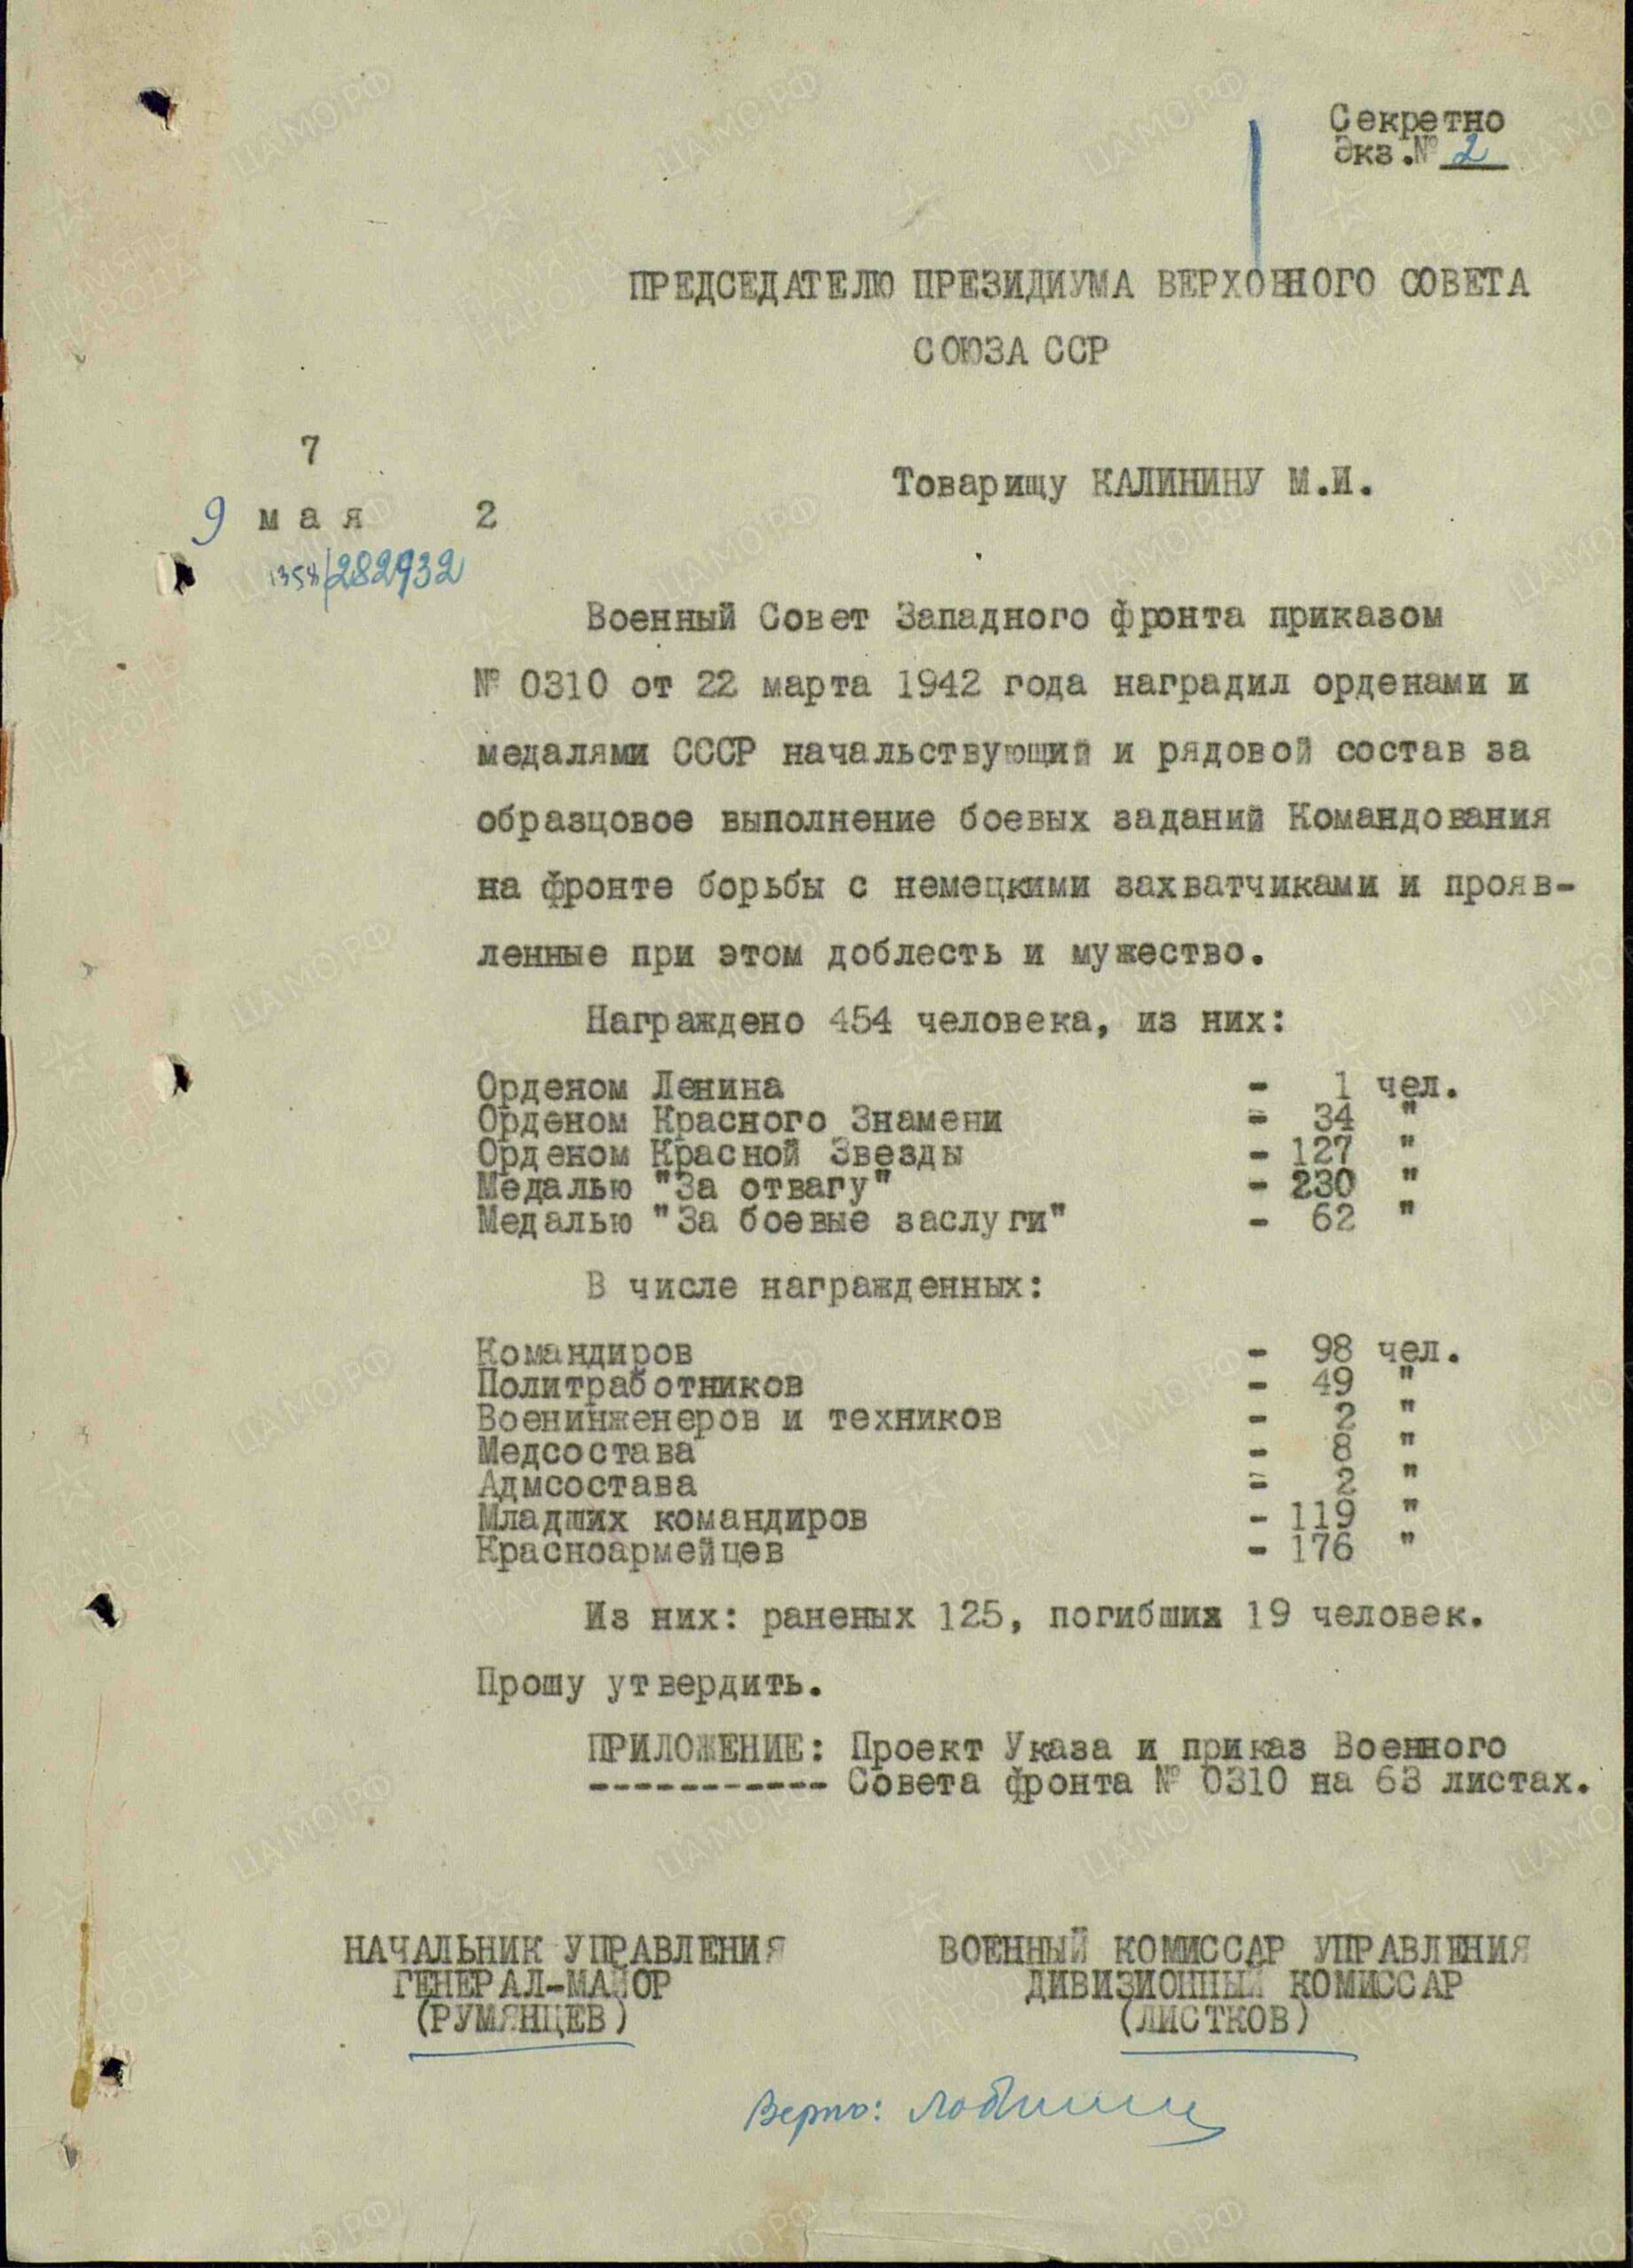 Секретно
Экз.№ 2
ПРЕДСЕДАТЕЛЮ ПРЕЗИДИУМА ВЕРХОВНОГО СОВЕТА
СОЮЗА ССР
7
Товарищу КАЛИНИНУ М.И.
9 мая 2
1358/282932
Военный Совет Западного фронта приказом
№ 0310 от 22 марта 1942 года наградил орденами и
медалями СССР начальствующий и рядовой состав за
образцовое выполнение боевых заданий Командования
на фронте борьбы с немецкими захватчиками и прояв-
ленные при этом доблесть и мужество.
Награждено 454 человека, из них:
Орденом Ленина - 1 чел.
Орденом Красного Знамени - 34 "
Орденом Красной Звезды - 127 "
Медалью "За отвагу" - 230 "
Медалью "За боевые заслуги" - 62 "
В числе награжденных:
Командиров - 98 чел.
Политработников - 49 "
Военинженеров и техников - 2 "
Медсостава - 8 "
Адмсостава - 2 "
Младших командиров - 119 "
Красноармейцев - 176 "
Из них: раненых 125, погибших 19 человек.
Прошу утвердить.
ПРИЛОЖЕНИЕ: Проект Указа и приказ Военного
----------- Совета фронта № 0310 на 63 листах.
НАЧАЛЬНИК УПРАВЛЕНИЯ ВОЕННЫЙ КОМИССАР УПРАВЛЕНИЯ
ГЕНЕРАЛ-МАЙОР ДИВИЗИОННЫЙ КОМИССАР
(РУМЯНЦЕВ) (ЛИСТКОВ)
Верно: